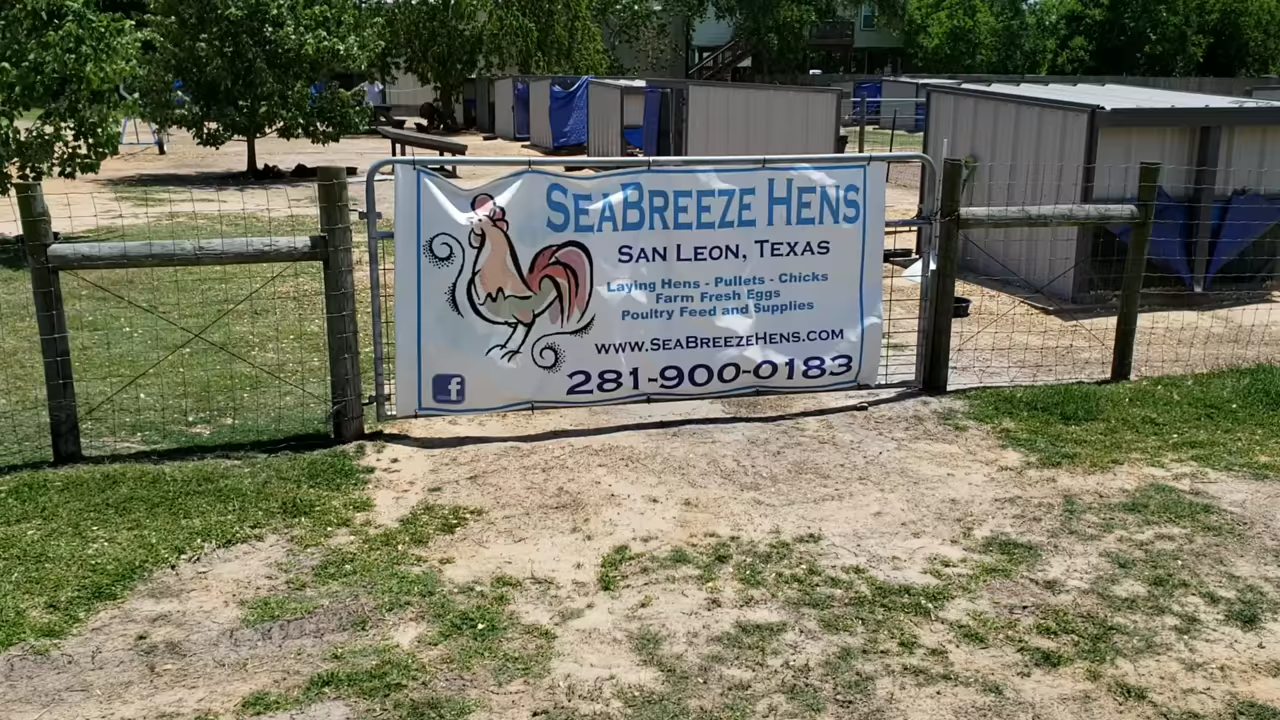 SEABREEZE HENS
SAN LEON, TEXAS
Laying Hens - Pullets - Chicks
Farm Fresh Eggs
Poultry Feed and Supplies
WWW.SEABREEZEHENS.COM
281-900-0183
f